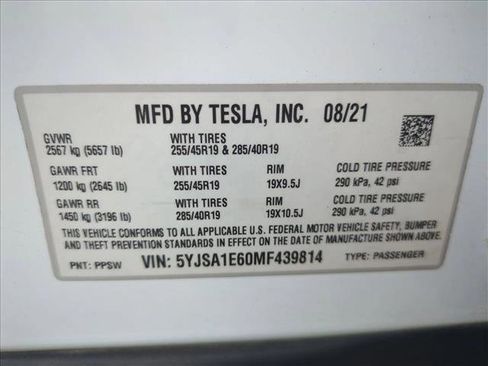 MFD BY TESLA, INC. 08/21
GVWR WITH TIRES
2567 kg (5657 lb) 255/45R19 & 285/40R19
GAWR FRT WITH TIRES RIM COLD TIRE PRESSURE
1200 kg (2645 lb) 255/45R19 19X9.5J 290 kPa, 42 psi
GAWR RR WITH TIRES RIM COLD TIRE PRESSURE
1450 kg (3196 lb) 285/40R19 19X10.5J 290 kPa, 42 psi
THIS VEHICLE CONFORMS TO ALL APPLICABLE U.S. FEDERAL MOTOR VEHICLE SAFETY, BUMPER
AND THEFT PREVENTION STANDARDS IN EFFECT ON THE DATE OF MANUFACTURE SHOWN ABOVE.
PNT: PPSW VIN: 5YJSA1E60MF439814 TYPE: PASSENGER